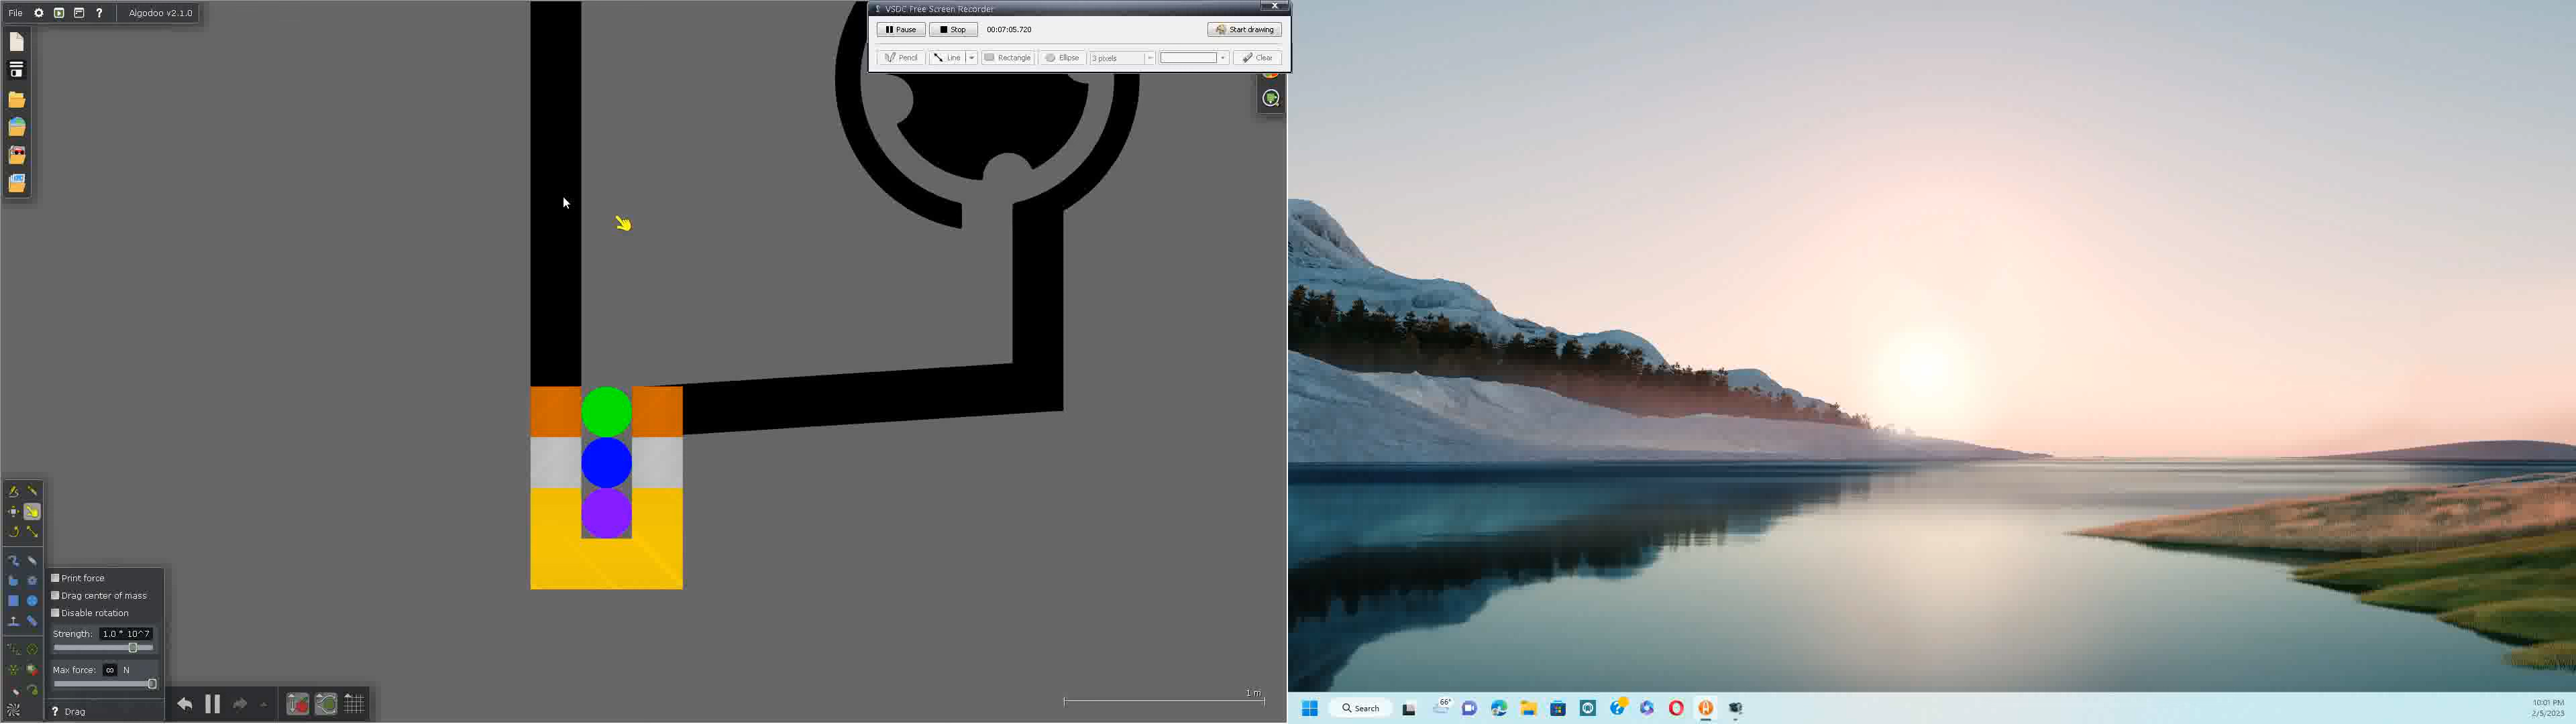 File
?
Algodoo v2.1.0
VSDC Free Screen Recorder
Pause
Stop
00:07:05.720
Start drawing
Pencil
Line
Rectangle
Ellipse
3 pixels
Clear
Print force
Drag center of mass
Disable rotation
Strength: 1.0 * 10^7
Max force: ∞ N
? Drag
1 m
Search
66°
10:01 PM
2/5/2023